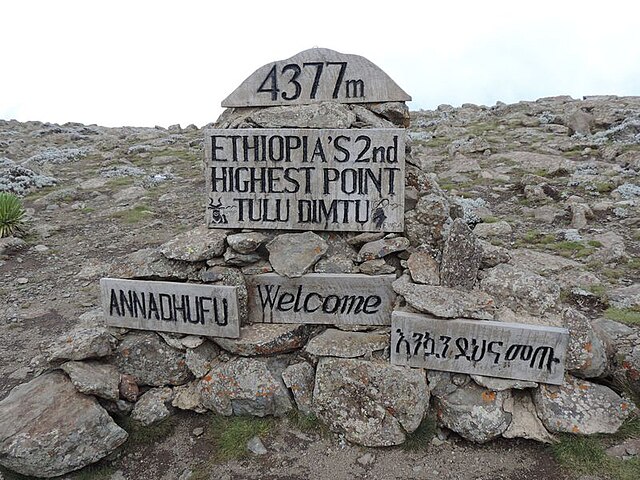 4377m
ETHIOPIA'S 2nd
HIGHEST POINT
TULU DIMTU
ANNADHUFU
Welcome
እንኳን ደህና መጡ